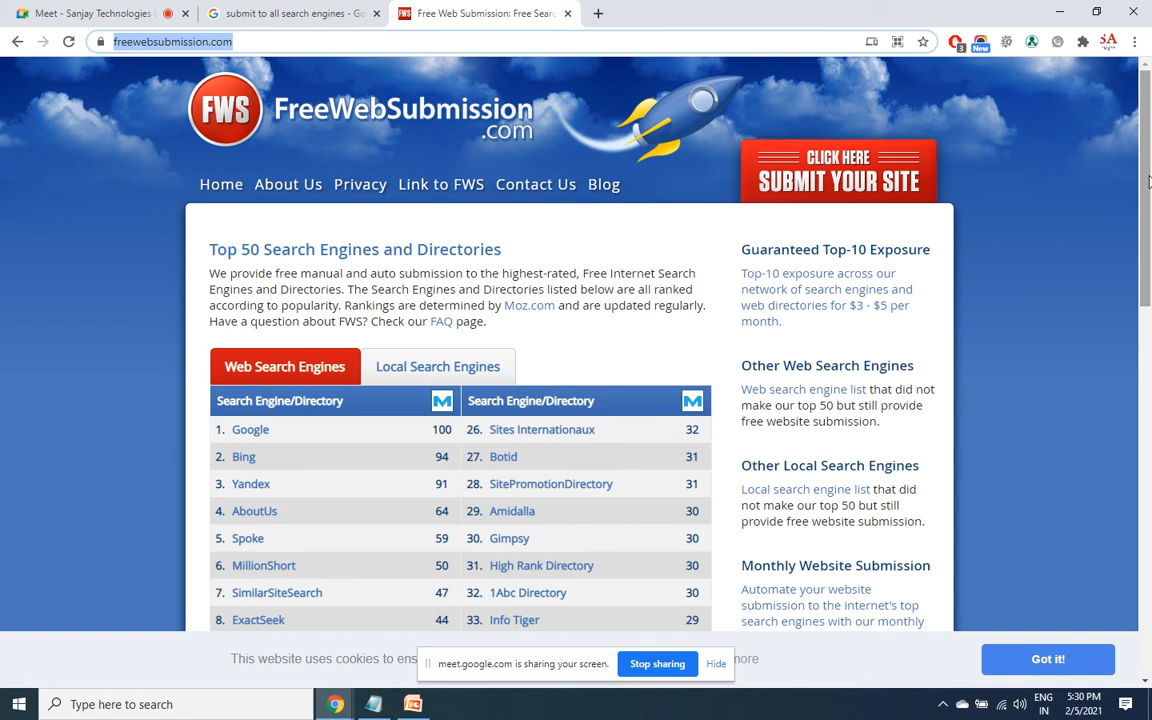 Meet - Sanjay Technologies
submit to all search engines - Go
FWS
Free Web Submission: Free Searc
freewebsubmission.com
3
New
FWS
FreeWebSubmission
.com
CLICK HERE
SUBMIT YOUR SITE
Home About Us Privacy Link to FWS Contact Us Blog
Top 50 Search Engines and Directories
We provide free manual and auto submission to the highest-rated, Free Internet Search
Engines and Directories. The Search Engines and Directories listed below are all ranked
according to popularity. Rankings are determined by Moz.com and are updated regularly.
Have a question about FWS? Check our FAQ page.
Web Search Engines
Local Search Engines
Search Engine/Directory M Search Engine/Directory M
1. Google 100 26. Sites Internationaux 32
2. Bing 94 27. Botid 31
3. Yandex 91 28. SitePromotionDirectory 31
4. AboutUs 64 29. Amidalla 30
5. Spoke 59 30. Gimpsy 30
6. MillionShort 50 31. High Rank Directory 30
7. SimilarSiteSearch 47 32. 1Abc Directory 30
8. ExactSeek 44 33. Info Tiger 29
Guaranteed Top-10 Exposure
Top-10 exposure across our
network of search engines and
web directories for $3 - $5 per
month.
Other Web Search Engines
Web search engine list that did not
make our top 50 but still provide
free website submission.
Other Local Search Engines
Local search engine list that did
not make our top 50 but still
provide free website submission.
Monthly Website Submission
Automate your website
submission to the internet's top
search engines with our monthly
This website uses cookies to ens
more
Got it!
meet.google.com is sharing your screen.
Stop sharing
Hide
Type here to search
ENG
IN
5:30 PM
2/5/2021